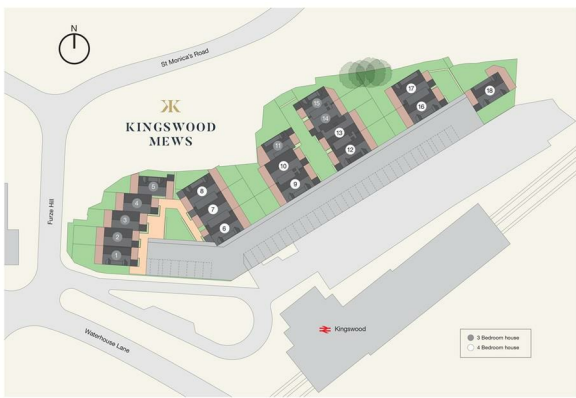 N
St Monica's Road
KINGSWOOD
MEWS
17
18
15
16
14
13
11
12
10
5
8
9
4
7
3
6
2
1
Furze Hill
Waterhouse Lane
Kingswood
3 Bedroom house
4 Bedroom house